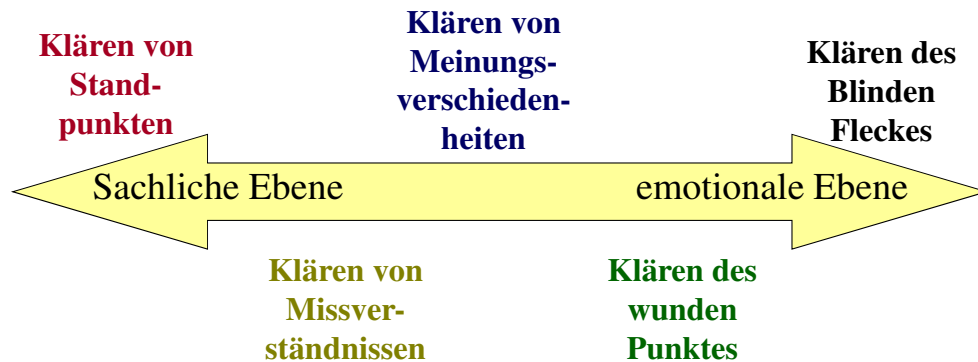 Klären von
Stand-
punkten
Klären von
Meinungs-
verschieden-
heiten
Klären des
Blinden
Fleckes
Sachliche Ebene
emotionale Ebene
Klären von
Missver-
ständnissen
Klären des
wunden
Punktes